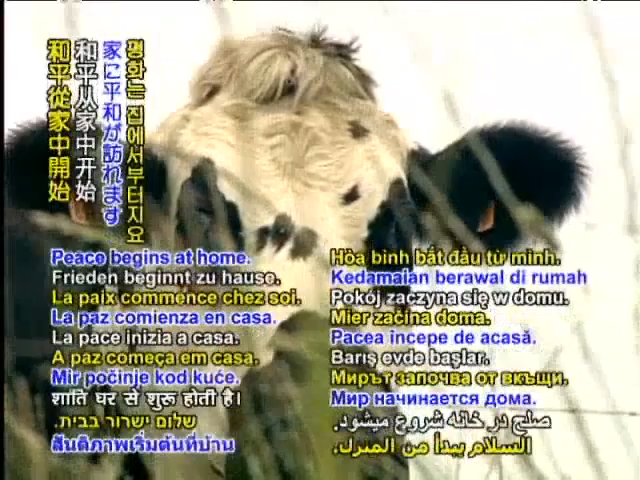 和平從家中開始
和平从家中开始
家に平和が訪れます
평화는 집에서부터지요
Peace begins at home.
Frieden beginnt zu hause.
La paix commence chez soi.
La paz comienza en casa.
La pace inizia a casa.
A paz começa em casa.
Mir počinje kod kuće.
शांति घर से शुरू होती है।
שלום ישרור בבית.
สันติภาพเริ่มต้นที่บ้าน
Hòa bình bắt đầu từ mình.
Kedamaian berawal di rumah
Pokój zaczyna się w domu.
Mier začína doma.
Pacea începe de acasă.
Barış evde başlar.
Мирът започва от вкъщи.
Мир начинается дома.
صلح در خانه شروع میشود.
السلام يبدأ من المنزل.